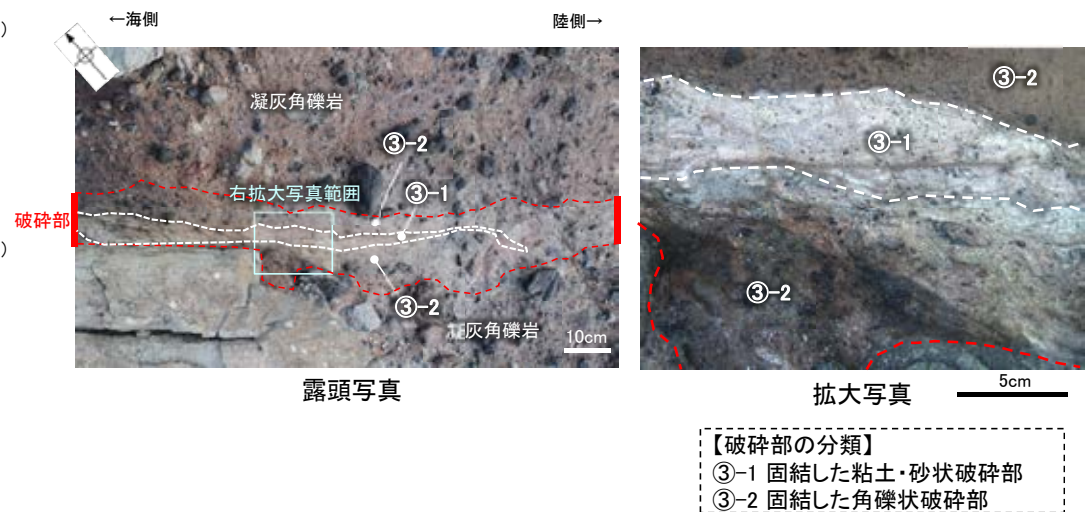 )
←海側
陸側→
凝灰角礫岩
③-2
右拡大写真範囲
③-1
破砕部
)
③-2
灰角礫岩
10cm
露頭写真
③-2
③-1
③-2
拡大写真
5cm
【破砕部の分類】
③-1 固結した粘土・砂状破砕部
③-2 固結した角礫状破砕部